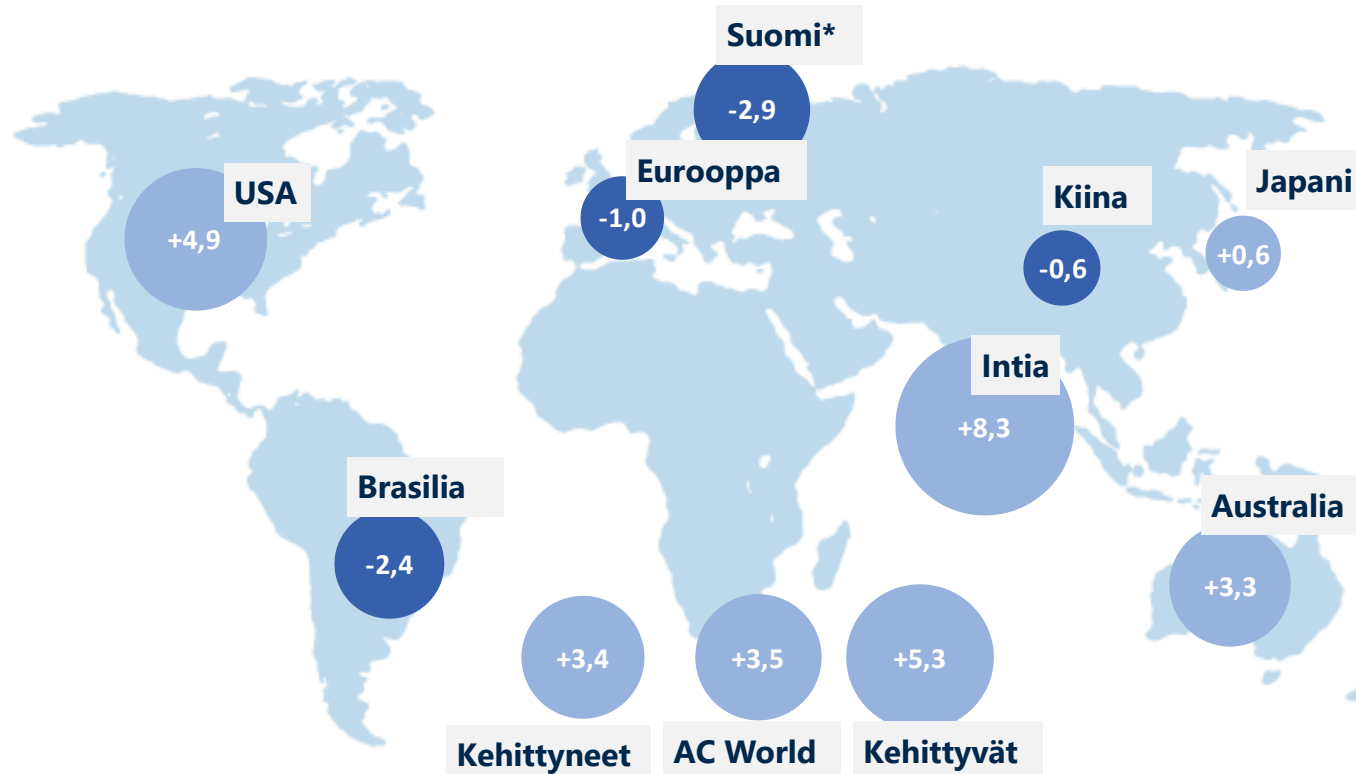 Suomi*
-2,9
Eurooppa
-1,0
USA
+4,9
Kiina
-0,6
Japani
+0,6
Intia
+8,3
Brasilia
-2,4
Australia
+3,3
+3,4
Kehittyneet
+3,5
AC World
+5,3
Kehittyvät